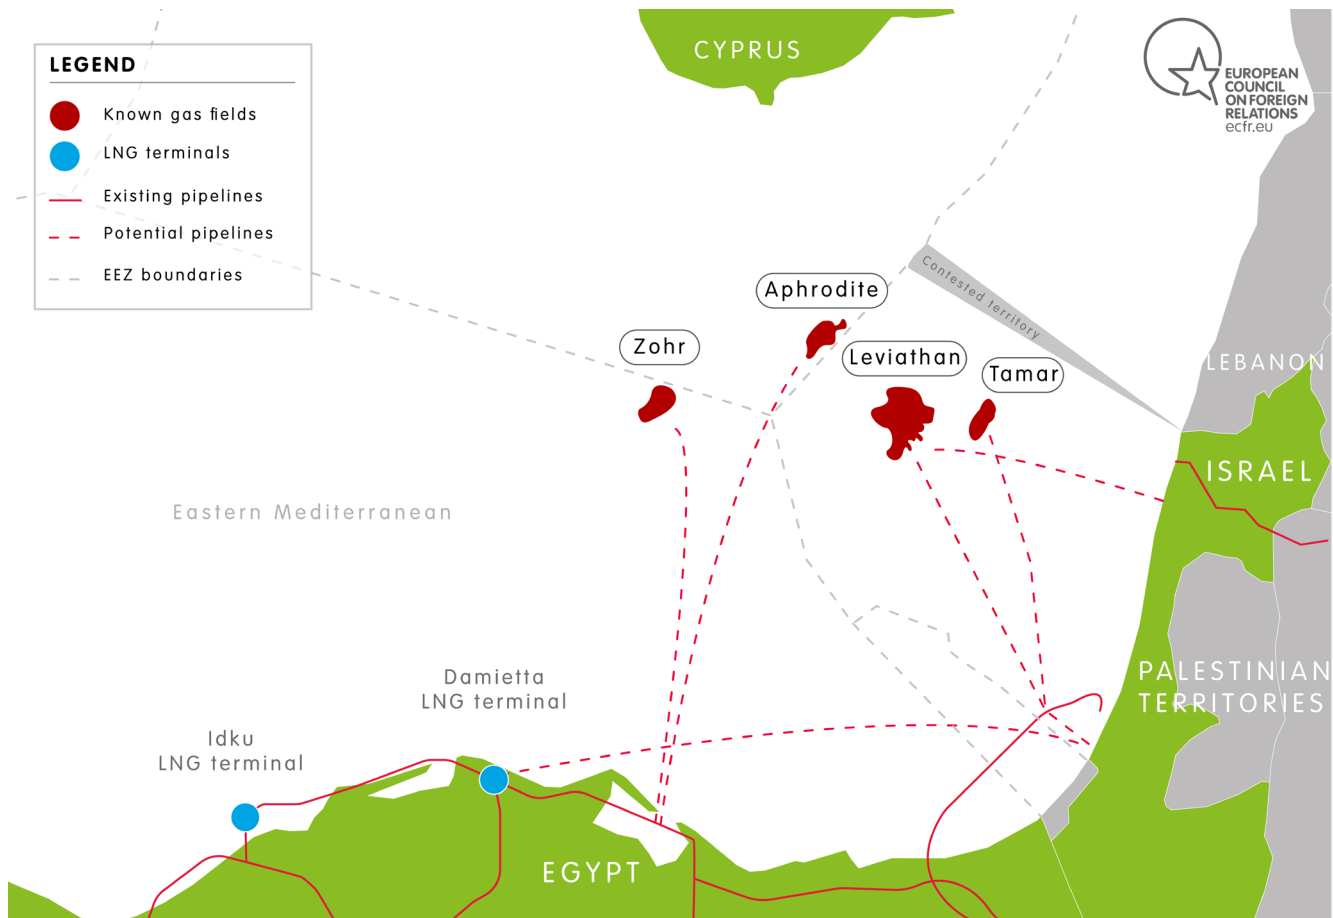 CYPRUS
LEGEND
Known gas fields
LNG terminals
Existing pipelines
Potential pipelines
EEZ boundaries
EUROPEAN
COUNCIL
ON FOREIGN
RELATIONS
ecfr.eu
Contested territory
Aphrodite
Zohr
Leviathan
Tamar
LEBANON
ISRAEL
Eastern Mediterranean
PALESTINIAN
TERRITORIES
Damietta
LNG terminal
Idku
LNG terminal
EGYPT